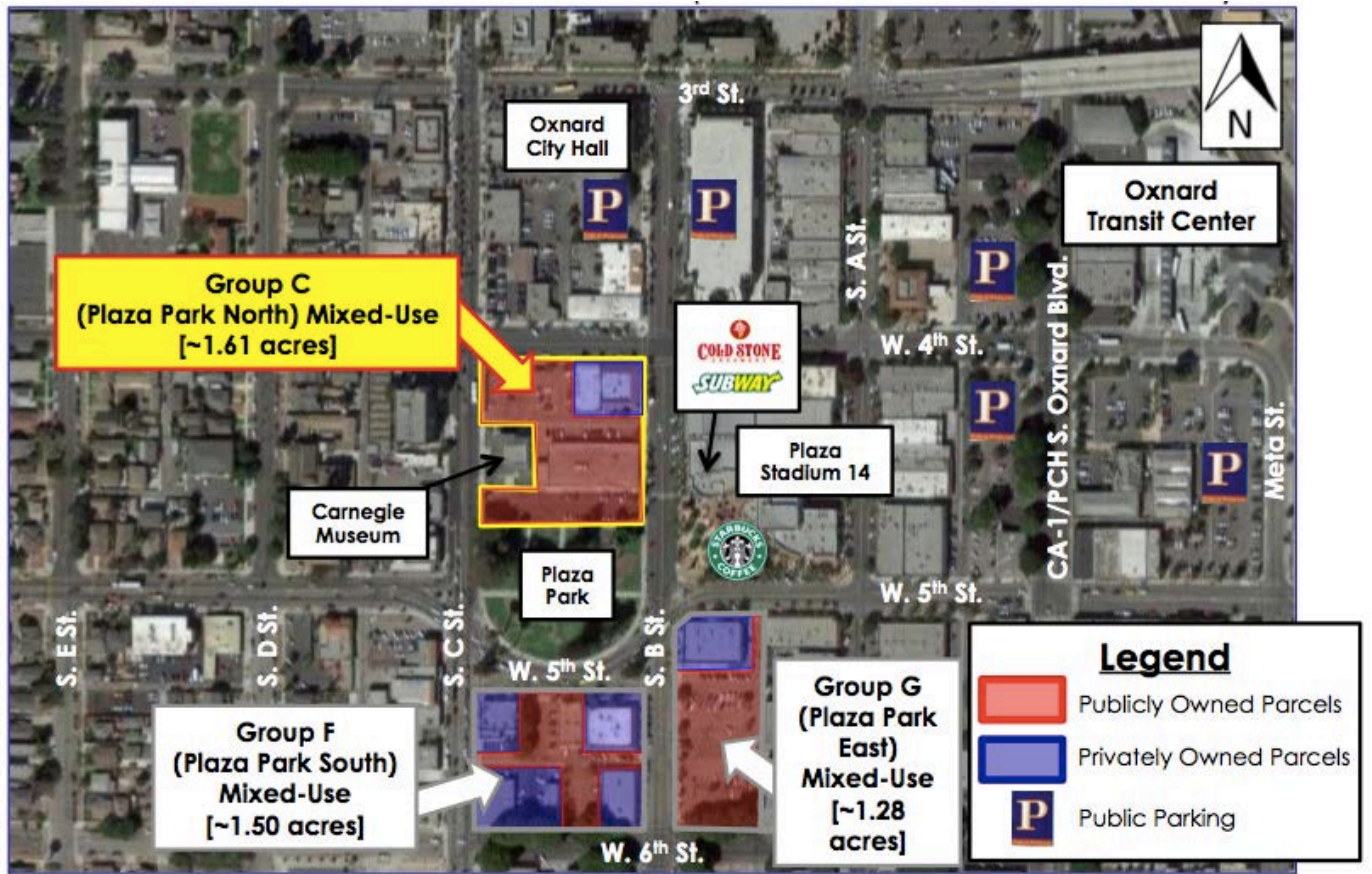 3rd St.
Oxnard
City Hall
N
P
P
Oxnard
Transit Center
S. A St.
P
Group C
(Plaza Park North) Mixed-Use
[~1.61 acres]
CA-1/PCH S. Oxnard Blvd.
COLD STONE
CREAMERY
SUBWAY
W. 4th St.
P
Plaza
Stadium 14
P
Meta St.
Carnegie
Museum
STARBUCKS
COFFEE
Plaza
Park
W. 5th St.
S. E St.
S. D St.
S. C St.
S. B St.
W. 5th St.
Group F
(Plaza Park South)
Mixed-Use
[~1.50 acres]
Group G
(Plaza Park
East)
Mixed-Use
[~1.28
acres]
W. 6th St.
Legend
Publicly Owned Parcels
Privately Owned Parcels
P
Public Parking